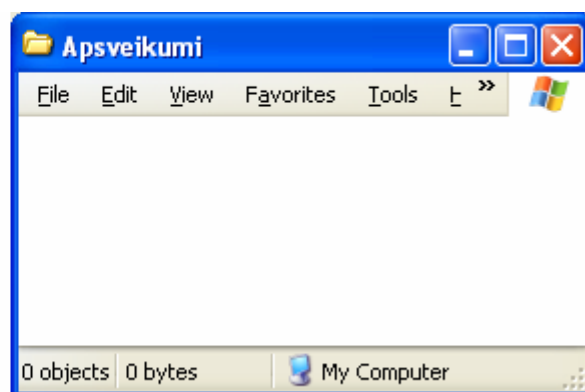 Apsveikumi
File Edit View Favorites Tools H »
0 objects 0 bytes My Computer